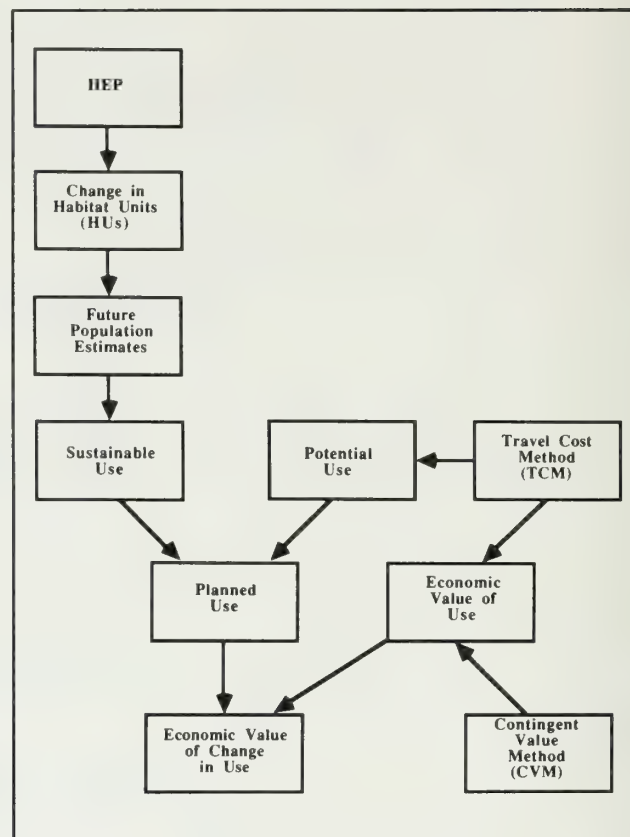 HEP
Change in
Habitat Units
(HUs)
Future
Population
Estimates
Sustainable
Use
Potential
Use
Travel Cost
Method
(TCM)
Planned
Use
Economic
Value of
Use
Economic Value
of Change
in Use
Contingent
Value
Method
(CVM)